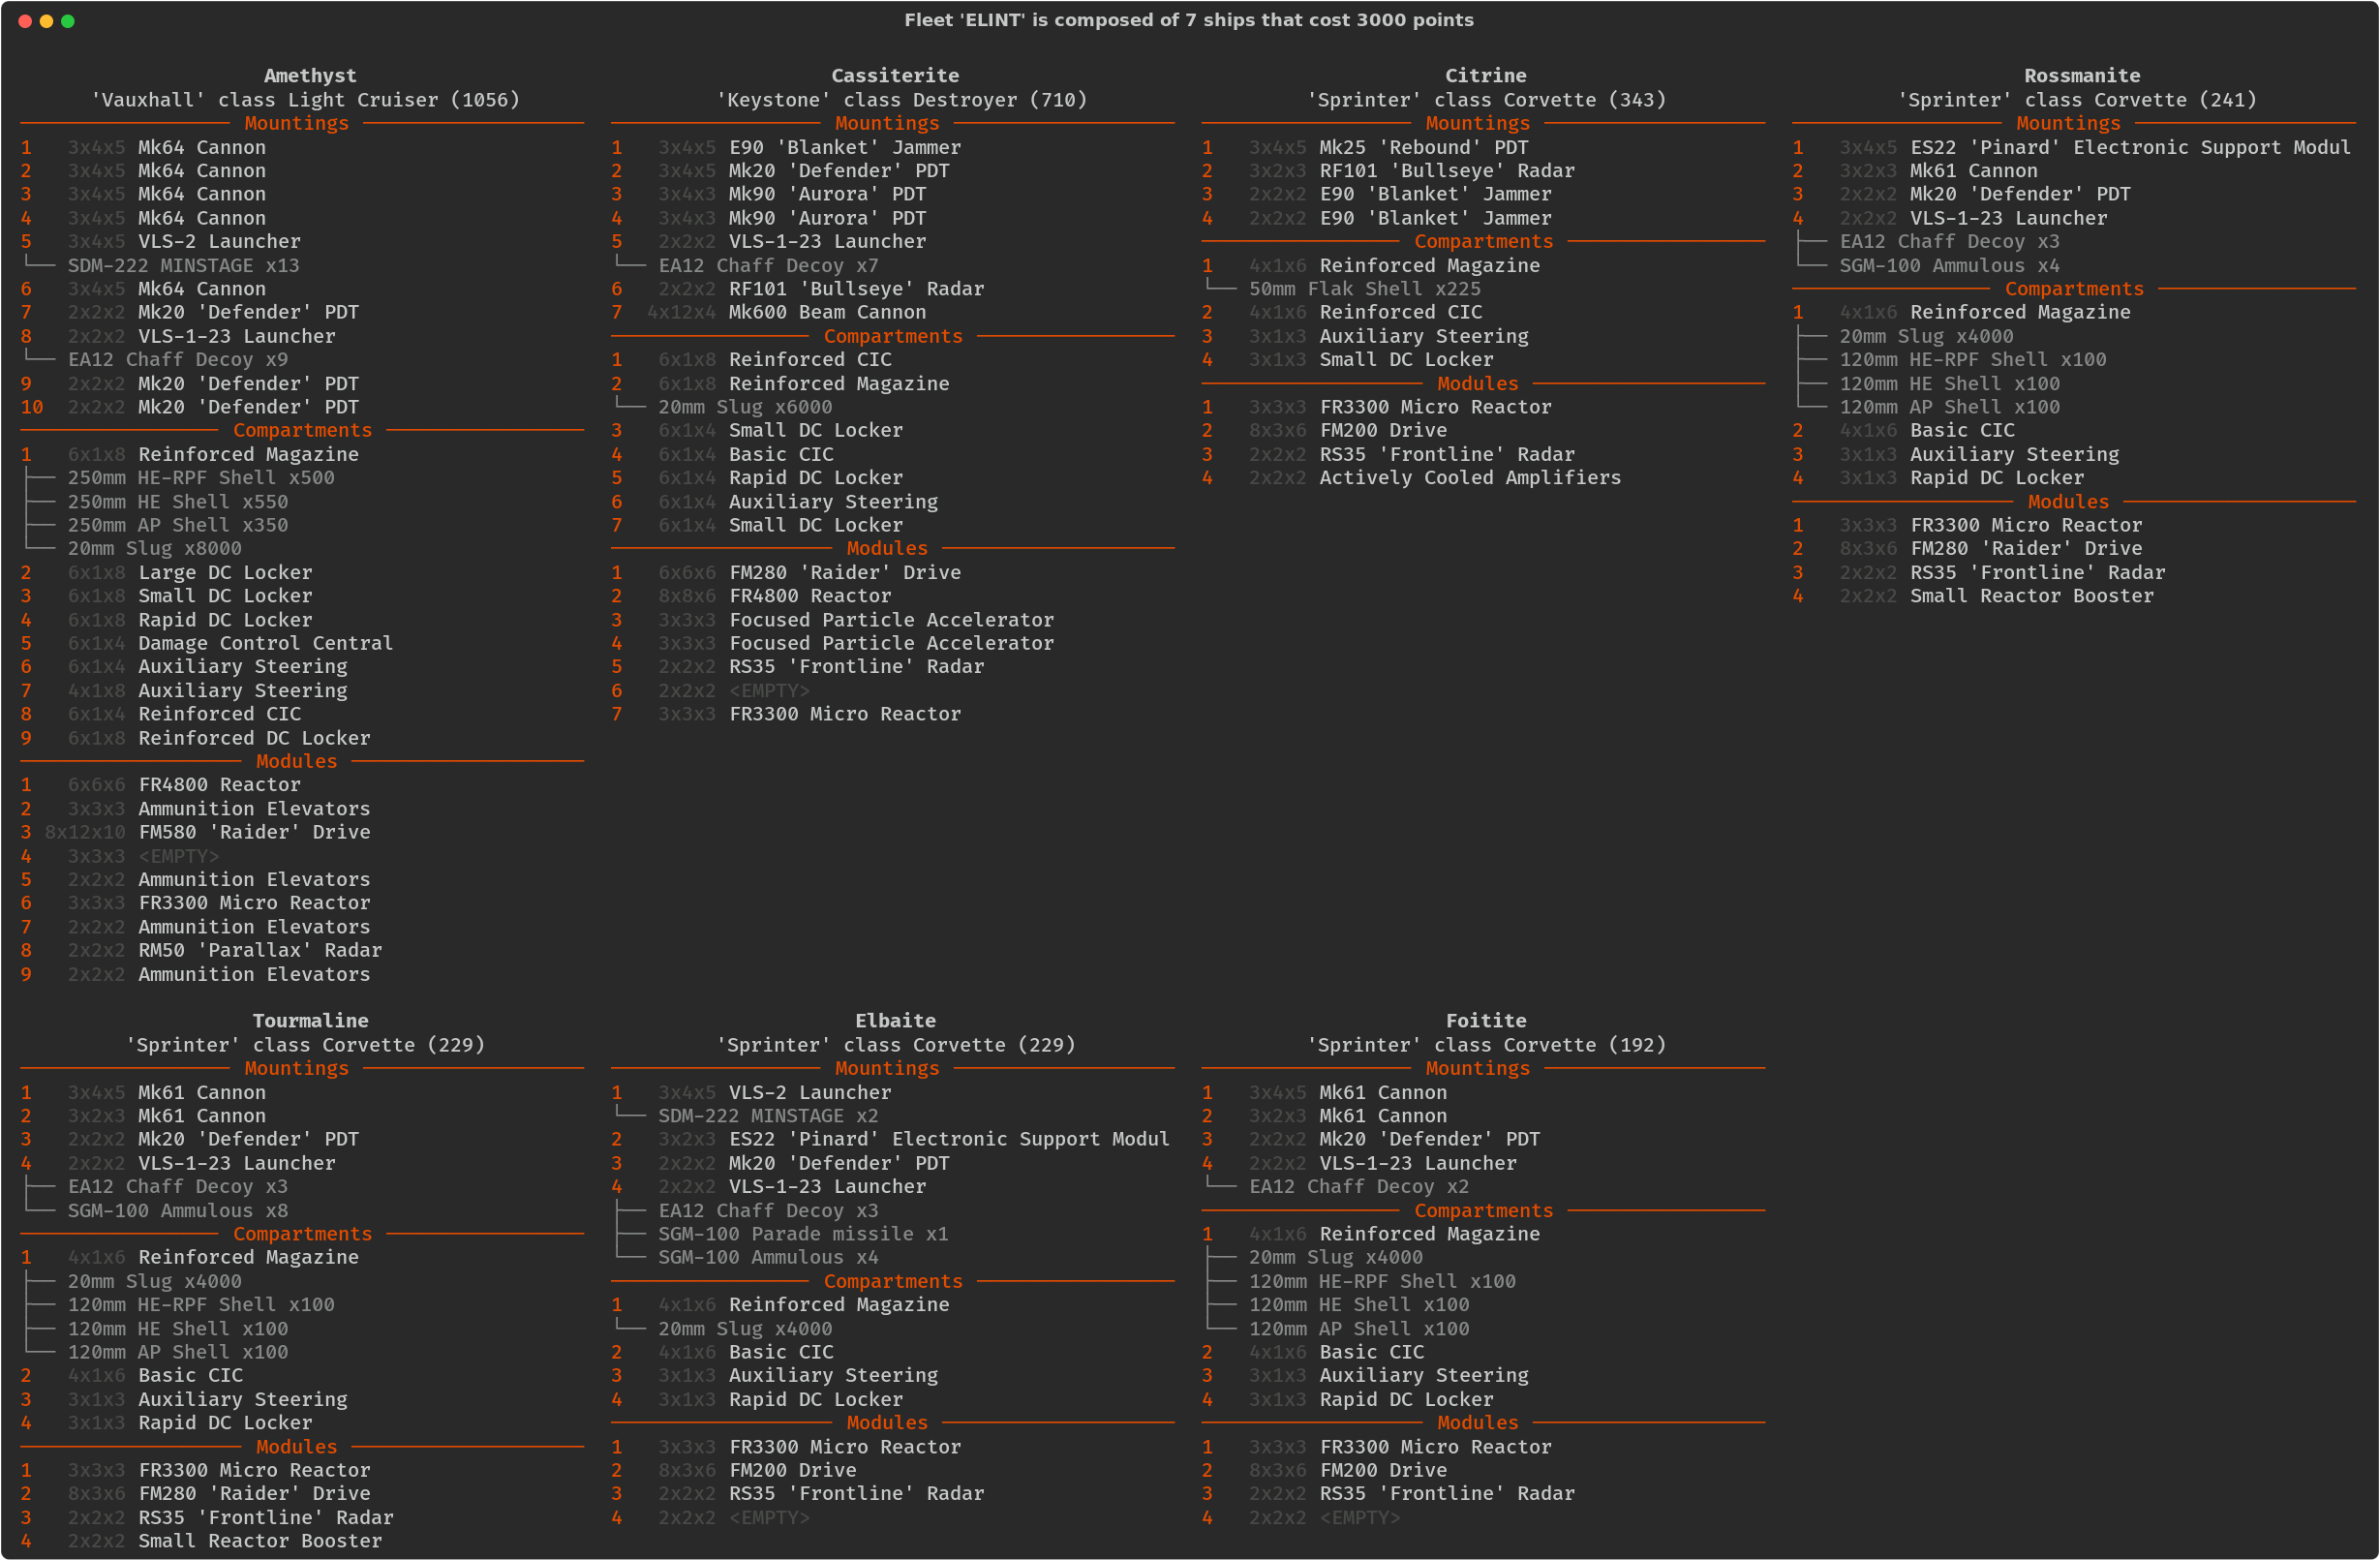 Fleet 'ELINT' is composed of 7 ships that cost 3000 points
Amethyst
'Vauxhall' class Light Cruiser (1056)
Mountings
1 3x4x5 Mk64 Cannon
2 3x4x5 Mk64 Cannon
3 3x4x5 Mk64 Cannon
4 3x4x5 Mk64 Cannon
5 3x4x5 VLS-2 Launcher
SDM-222 MINSTAGE x13
6 3x4x5 Mk64 Cannon
7 2x2x2 Mk20 'Defender' PDT
8 2x2x2 VLS-1-23 Launcher
EA12 Chaff Decoy x9
9 2x2x2 Mk20 'Defender' PDT
10 2x2x2 Mk20 'Defender' PDT
Compartments
1 6x1x8 Reinforced Magazine
250mm HE-RPF Shell x500
250mm HE Shell x550
250mm AP Shell x350
20mm Slug x8000
2 6x1x8 Large DC Locker
3 6x1x8 Small DC Locker
4 6x1x8 Rapid DC Locker
5 6x1x4 Damage Control Central
6 6x1x4 Auxiliary Steering
7 4x1x8 Auxiliary Steering
8 6x1x4 Reinforced CIC
9 6x1x8 Reinforced DC Locker
Modules
1 6x6x6 FR4800 Reactor
2 3x3x3 Ammunition Elevators
3 8x12x10 FM580 'Raider' Drive
4 3x3x3 <EMPTY>
5 2x2x2 Ammunition Elevators
6 3x3x3 FR3300 Micro Reactor
7 2x2x2 Ammunition Elevators
8 2x2x2 RM50 'Parallax' Radar
9 2x2x2 Ammunition Elevators
Cassiterite
'Keystone' class Destroyer (710)
Mountings
1 3x4x5 E90 'Blanket' Jammer
2 3x4x5 Mk20 'Defender' PDT
3 3x4x3 Mk90 'Aurora' PDT
4 3x4x3 Mk90 'Aurora' PDT
5 2x2x2 VLS-1-23 Launcher
EA12 Chaff Decoy x7
6 2x2x2 RF101 'Bullseye' Radar
7 4x12x4 Mk600 Beam Cannon
Compartments
1 6x1x8 Reinforced CIC
2 6x1x8 Reinforced Magazine
20mm Slug x6000
3 6x1x4 Small DC Locker
4 6x1x4 Basic CIC
5 6x1x4 Rapid DC Locker
6 6x1x4 Auxiliary Steering
7 6x1x4 Small DC Locker
Modules
1 6x6x6 FM280 'Raider' Drive
2 8x8x6 FR4800 Reactor
3 3x3x3 Focused Particle Accelerator
4 3x3x3 Focused Particle Accelerator
5 2x2x2 RS35 'Frontline' Radar
6 2x2x2 <EMPTY>
7 3x3x3 FR3300 Micro Reactor
Citrine
'Sprinter' class Corvette (343)
Mountings
1 3x4x5 Mk25 'Rebound' PDT
2 3x2x3 RF101 'Bullseye' Radar
3 2x2x2 E90 'Blanket' Jammer
4 2x2x2 E90 'Blanket' Jammer
Compartments
1 4x1x6 Reinforced Magazine
50mm Flak Shell x225
2 4x1x6 Reinforced CIC
3 3x1x3 Auxiliary Steering
4 3x1x3 Small DC Locker
Modules
1 3x3x3 FR3300 Micro Reactor
2 8x3x6 FM200 Drive
3 2x2x2 RS35 'Frontline' Radar
4 2x2x2 Actively Cooled Amplifiers
Rossmanite
'Sprinter' class Corvette (241)
Mountings
1 3x4x5 ES22 'Pinard' Electronic Support Modul
2 3x2x3 Mk61 Cannon
3 2x2x2 Mk20 'Defender' PDT
4 2x2x2 VLS-1-23 Launcher
EA12 Chaff Decoy x3
SGM-100 Ammulous x4
Compartments
1 4x1x6 Reinforced Magazine
20mm Slug x4000
120mm HE-RPF Shell x100
120mm HE Shell x100
120mm AP Shell x100
2 4x1x6 Basic CIC
3 3x1x3 Auxiliary Steering
4 3x1x3 Rapid DC Locker
Modules
1 3x3x3 FR3300 Micro Reactor
2 8x3x6 FM280 'Raider' Drive
3 2x2x2 RS35 'Frontline' Radar
4 2x2x2 Small Reactor Booster
Tourmaline
'Sprinter' class Corvette (229)
Mountings
1 3x4x5 Mk61 Cannon
2 3x2x3 Mk61 Cannon
3 2x2x2 Mk20 'Defender' PDT
4 2x2x2 VLS-1-23 Launcher
EA12 Chaff Decoy x3
SGM-100 Ammulous x8
Compartments
1 4x1x6 Reinforced Magazine
20mm Slug x4000
120mm HE-RPF Shell x100
120mm HE Shell x100
120mm AP Shell x100
2 4x1x6 Basic CIC
3 3x1x3 Auxiliary Steering
4 3x1x3 Rapid DC Locker
Modules
1 3x3x3 FR3300 Micro Reactor
2 8x3x6 FM280 'Raider' Drive
3 2x2x2 RS35 'Frontline' Radar
4 2x2x2 Small Reactor Booster
Elbaite
'Sprinter' class Corvette (229)
Mountings
1 3x4x5 VLS-2 Launcher
SDM-222 MINSTAGE x2
2 3x2x3 ES22 'Pinard' Electronic Support Modul
3 2x2x2 Mk20 'Defender' PDT
4 2x2x2 VLS-1-23 Launcher
EA12 Chaff Decoy x3
SGM-100 Parade missile x1
SGM-100 Ammulous x4
Compartments
1 4x1x6 Reinforced Magazine
20mm Slug x4000
2 4x1x6 Basic CIC
3 3x1x3 Auxiliary Steering
4 3x1x3 Rapid DC Locker
Modules
1 3x3x3 FR3300 Micro Reactor
2 8x3x6 FM200 Drive
3 2x2x2 RS35 'Frontline' Radar
4 2x2x2 <EMPTY>
Foitite
'Sprinter' class Corvette (192)
Mountings
1 3x4x5 Mk61 Cannon
2 3x2x3 Mk61 Cannon
3 2x2x2 Mk20 'Defender' PDT
4 2x2x2 VLS-1-23 Launcher
EA12 Chaff Decoy x2
Compartments
1 4x1x6 Reinforced Magazine
20mm Slug x4000
120mm HE-RPF Shell x100
120mm HE Shell x100
120mm AP Shell x100
2 4x1x6 Basic CIC
3 3x1x3 Auxiliary Steering
4 3x1x3 Rapid DC Locker
Modules
1 3x3x3 FR3300 Micro Reactor
2 8x3x6 FM200 Drive
3 2x2x2 RS35 'Frontline' Radar
4 2x2x2 <EMPTY>